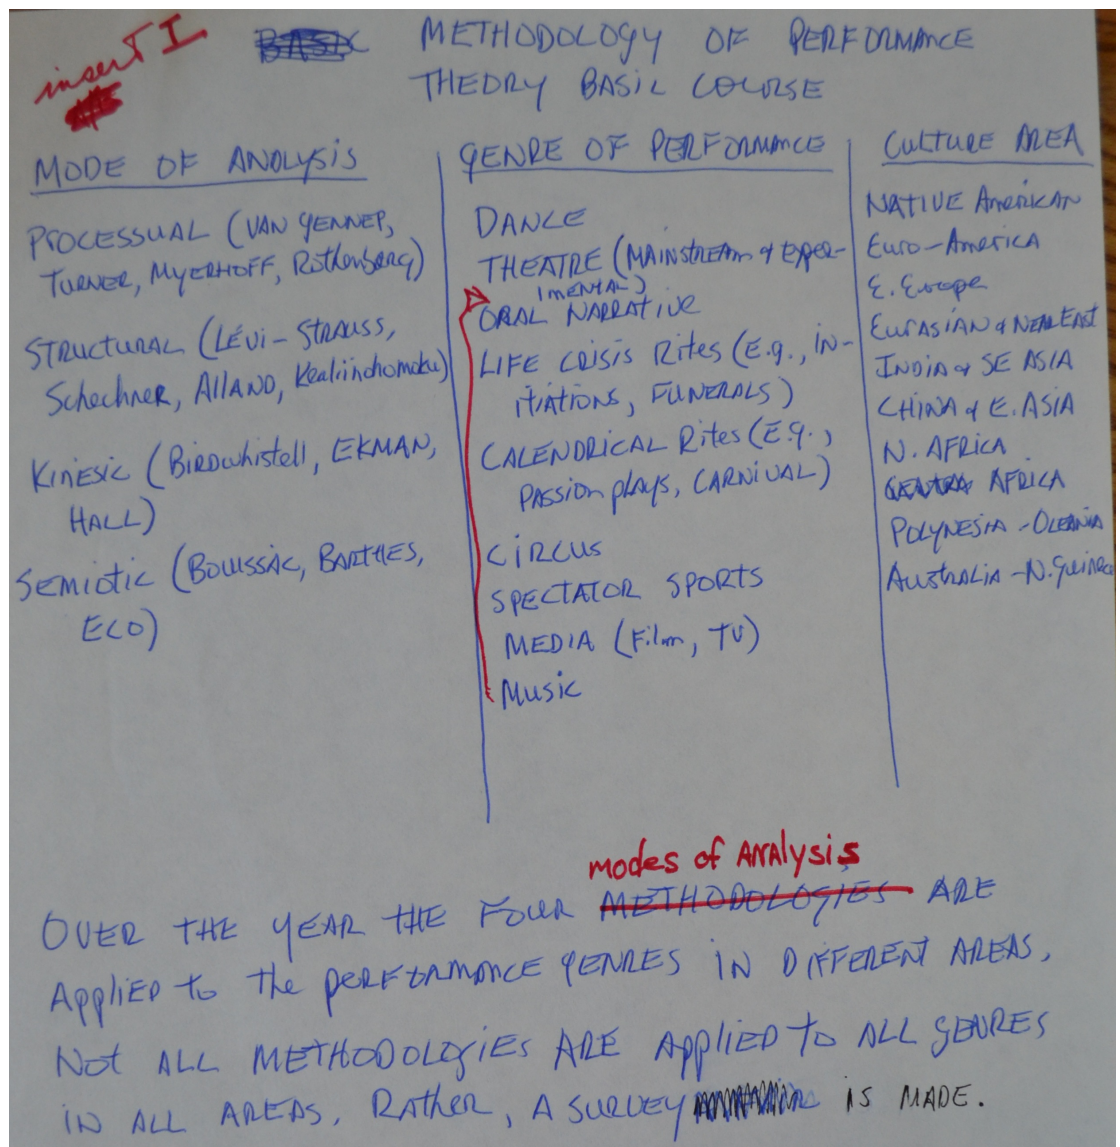 insert I
BASIC METHODOLOGY OF PERFORMANCE
THEORY BASIC COURSE
MODE OF ANALYSIS
PROCESSUAL (VAN GENNEP,
TURNER, MYERHOFF, Rothenberg)
STRUCTURAL (LÉVI-STRAUSS,
Schechner, AllAND, Kealiinohomoku)
Kinesic (Birdwhistell, EKMAN,
HALL)
SEMIOTIC (BOUISSAC, BARTHES,
ECO)
GENRE OF PERFORMANCE
DANCE
THEATRE (MAINSTREAM & EXPER-
IMENTAL)
ORAL NARRATIVE
LIFE CRISIS Rites (E.g., IN-
ITIATIONS, FUNERALS)
CALENDRICAL Rites (E.g.,
PASSION plays, CARNIVAL)
CIRCUS
SPECTATOR SPORTS
MEDIA (Film, TV)
MUSIC
CULTURE AREA
NATIVE AMERICAN
Euro-America
E. Europe
EURASIAN & NEAR EAST
INDIA & SE ASIA
CHINA & E. ASIA
N. AFRICA
AFRICA
POLYNESIA - OCEANIA
AUSTRALIA - N. Guinea
modes of ANAlysis
OVER THE YEAR THE FOUR METHODOLOGIES ARE
Applied to the PERFORMANCE GENRES IN DIFFERENT AREAS.
Not ALL METHODOLOGIES ARE APPLIED to ALL GENRES
IN ALL AREAS. Rather, A SURVEY IS MADE.